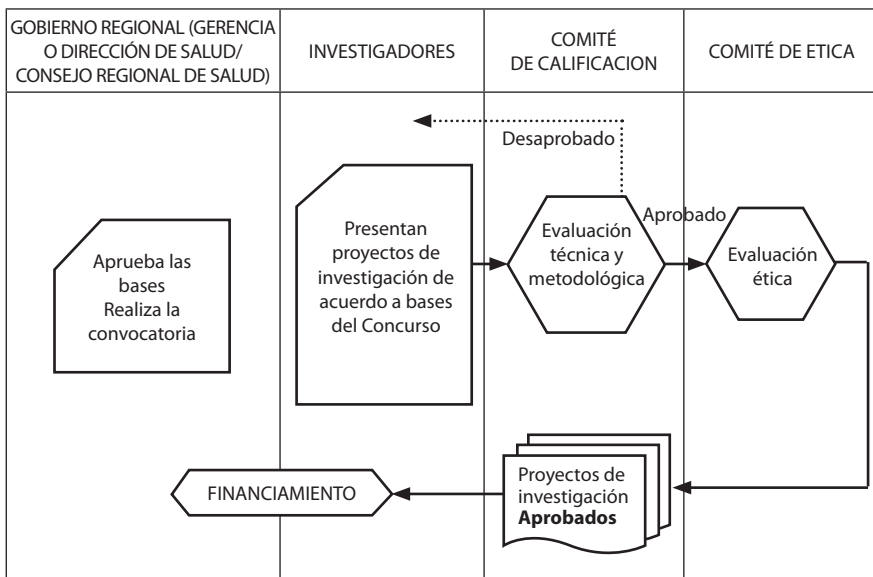 GOBIERNO REGIONAL (GERENCIA
O DIRECCIÓN DE SALUD/
CONSEJO REGIONAL DE SALUD)
INVESTIGADORES
COMITÉ
DE CALIFICACION
COMITÉ DE ETICA
Desaprobado
Aprueba las
bases
Realiza la
convocatoria
Presentan
proyectos de
investigación de
acuerdo a bases
del Concurso
Evaluación
técnica y
metodológica
Aprobado
Evaluación
ética
FINANCIAMIENTO
Proyectos de
investigación
Aprobados